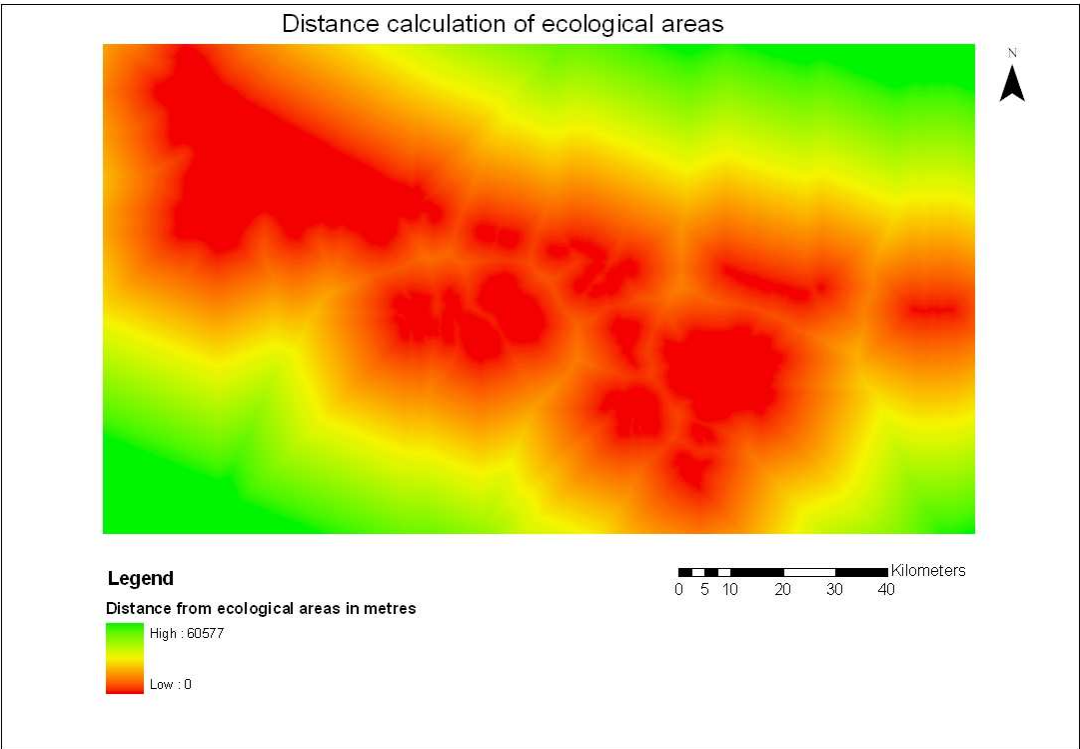 Distance calculation of ecological areas
N
Legend
Distance from ecological areas in metres
High : 60577
Low : 0
Kilometers
0 5 10 20 30 40